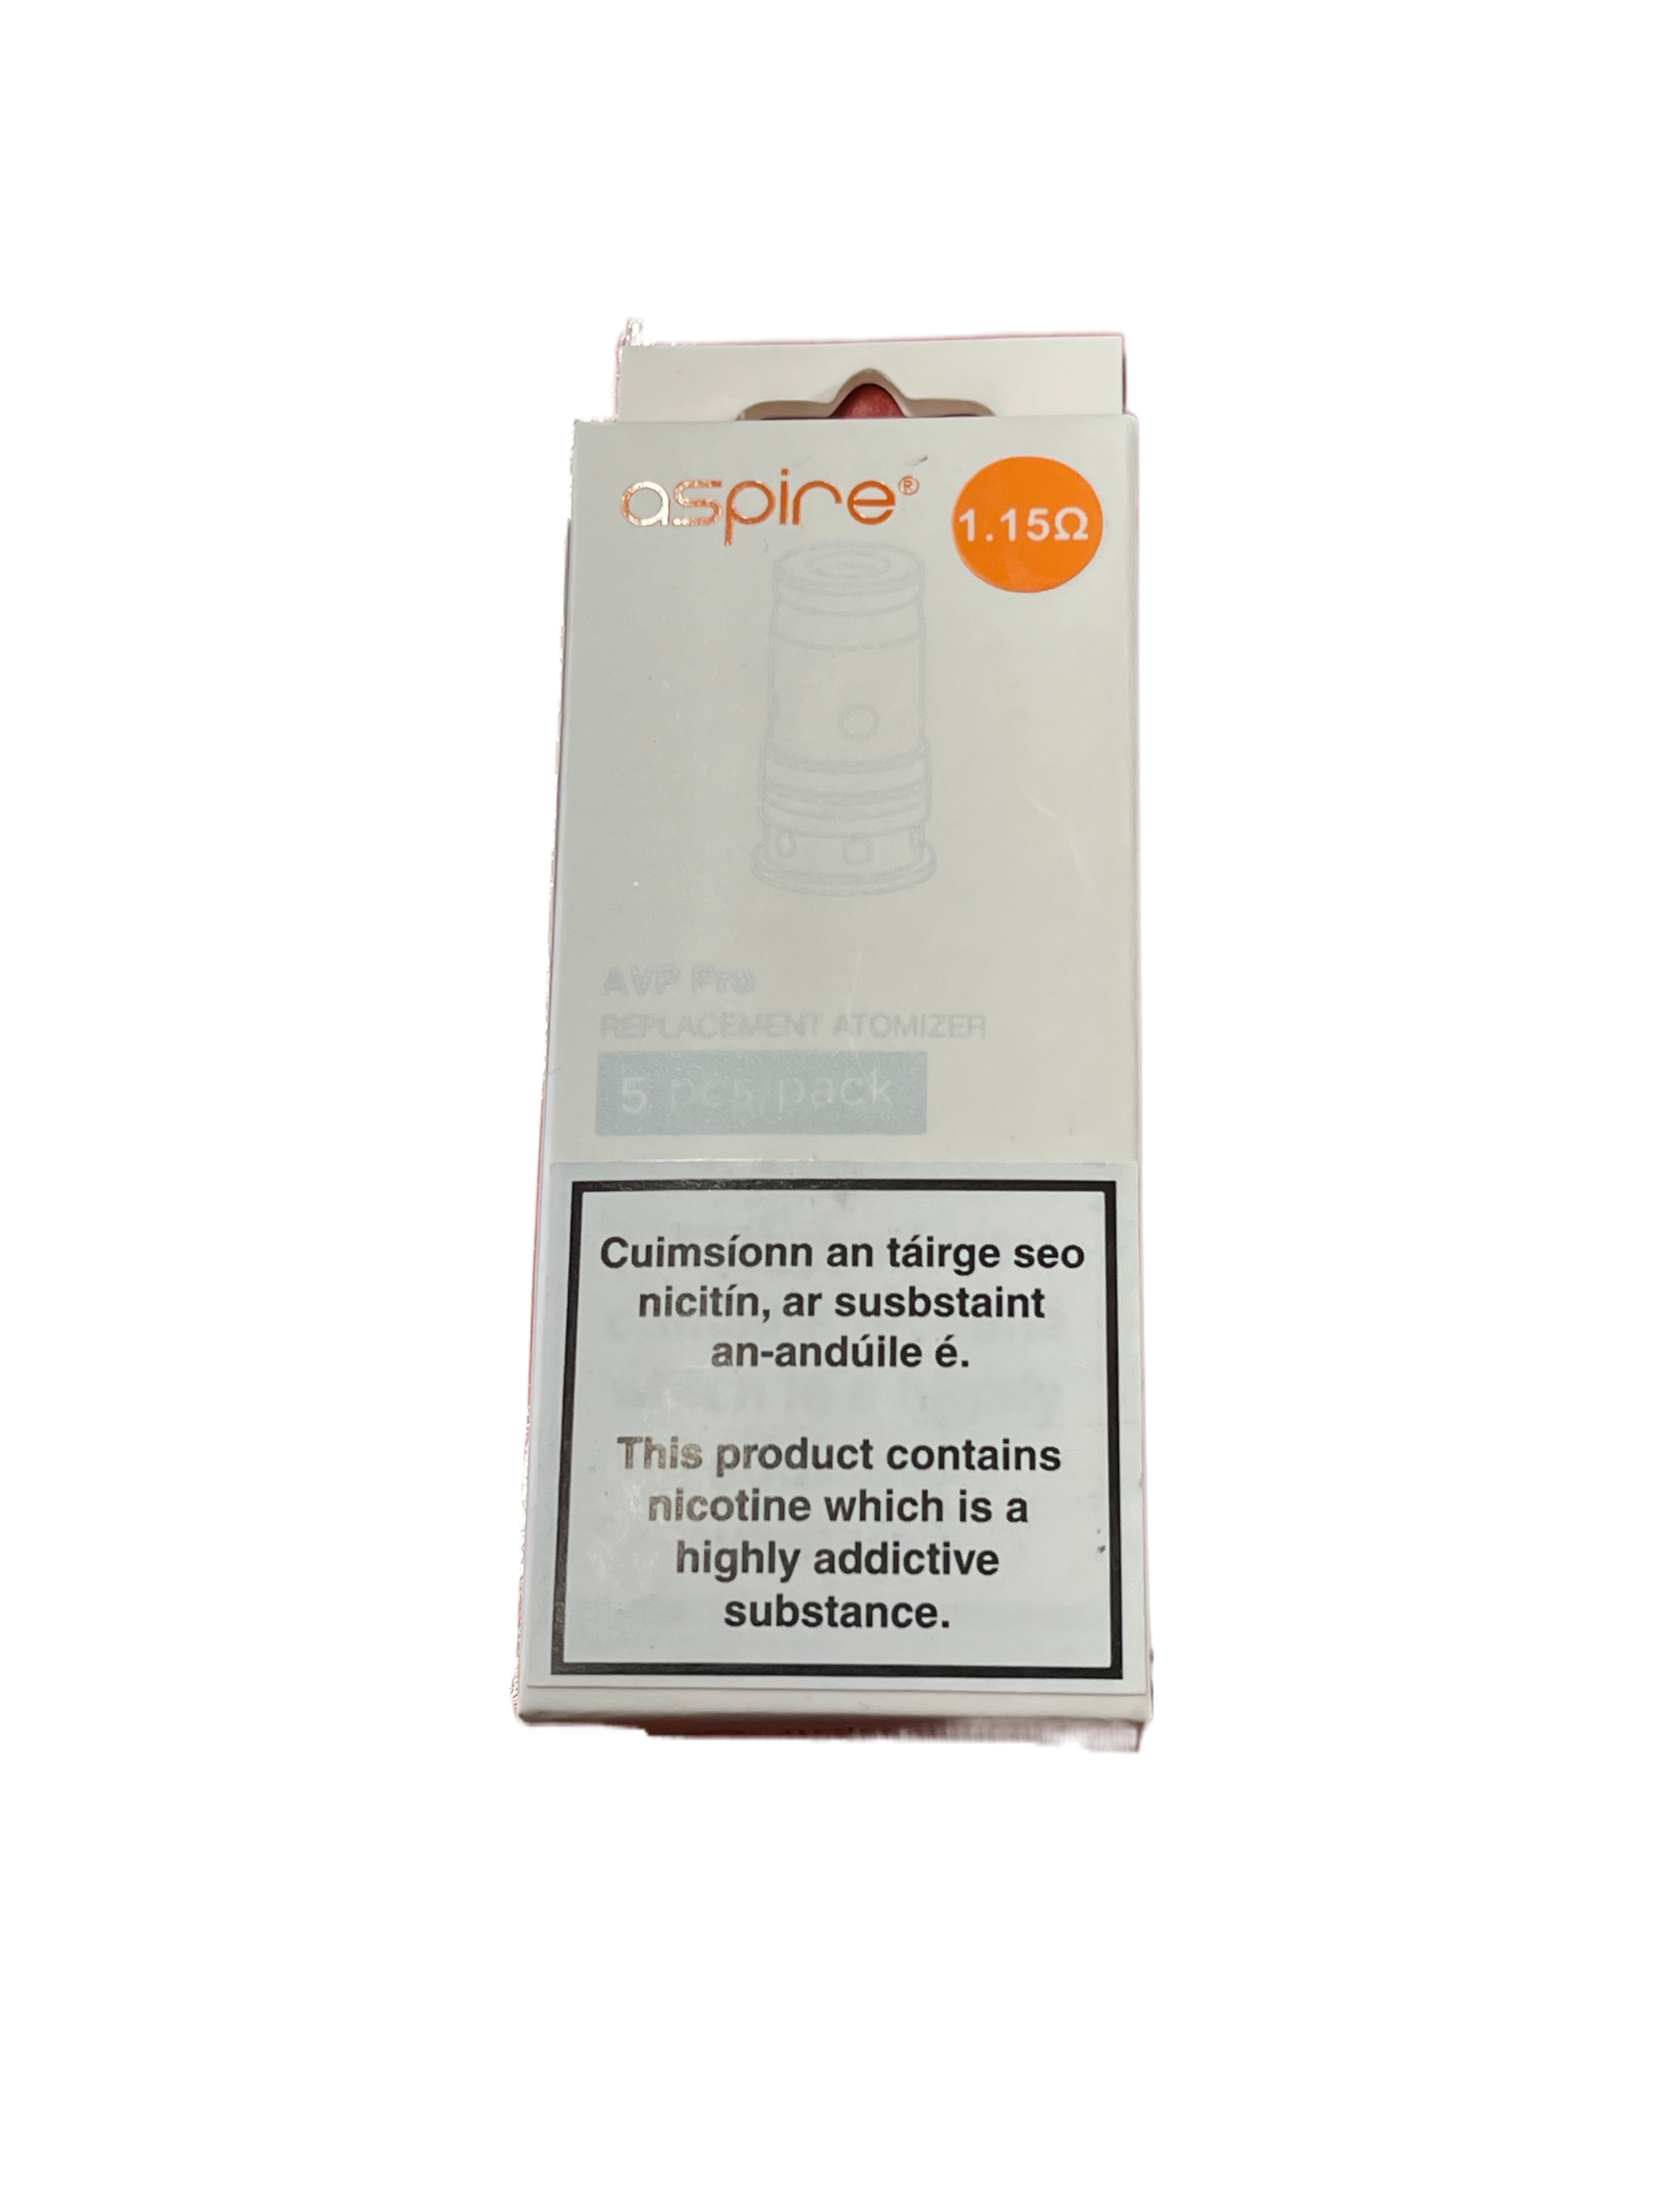 aspire®
1.15Ω
AVP Pro
REPLACEMENT ATOMIZER
5 pcs/pack
Cuimsíonn an táirge seo
nicitín, ar susbstaint
an-andúile é.
This product contains
nicotine which is a
highly addictive
substance.